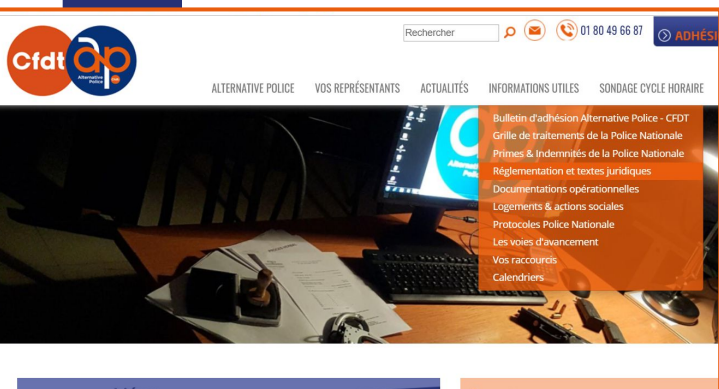 Rechercher
01 80 49 66 87
ADHÉSI
Cfdt
ap
Alternative
Police
ALTERNATIVE POLICE
VOS REPRÉSENTANTS
ACTUALITÉS
INFORMATIONS UTILES
SONDAGE CYCLE HORAIRE
Bulletin d'adhésion Alternative Police - CFDT
Grille de traitements de la Police Nationale
Primes & Indemnités de la Police Nationale
Réglementation et textes juridiques
Documentations opérationnelles
Logements & actions sociales
Protocoles Police Nationale
Les voies d'avancement
Vos raccourcis
Calendriers